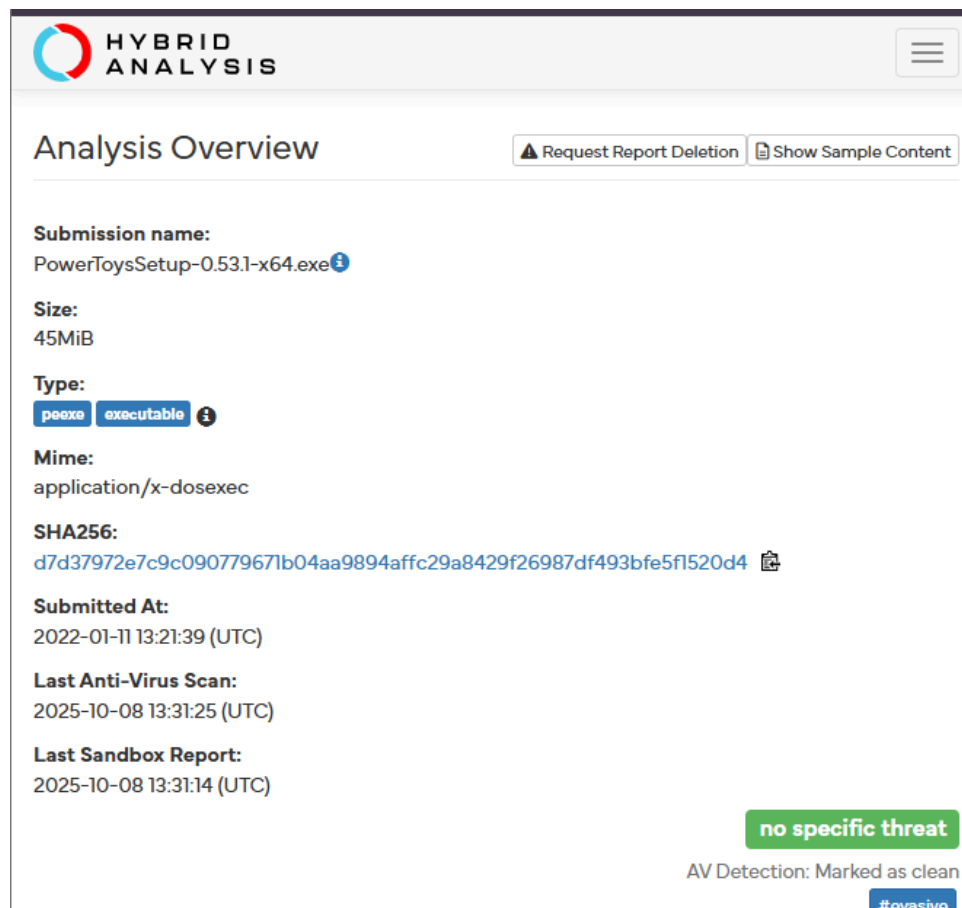 HYBRID
ANALYSIS
Analysis Overview
Request Report Deletion
Show Sample Content
Submission name:
PowerToysSetup-0.53.1-x64.exe
Size:
45MiB
Type:
peexe executable
Mime:
application/x-dosexec
SHA256:
d7d37972e7c9c090779671b04aa9894affc29a8429f26987df493bfe5f1520d4
Submitted At:
2022-01-11 13:21:39 (UTC)
Last Anti-Virus Scan:
2025-10-08 13:31:25 (UTC)
Last Sandbox Report:
2025-10-08 13:31:14 (UTC)
no specific threat
AV Detection: Marked as clean
#evasive